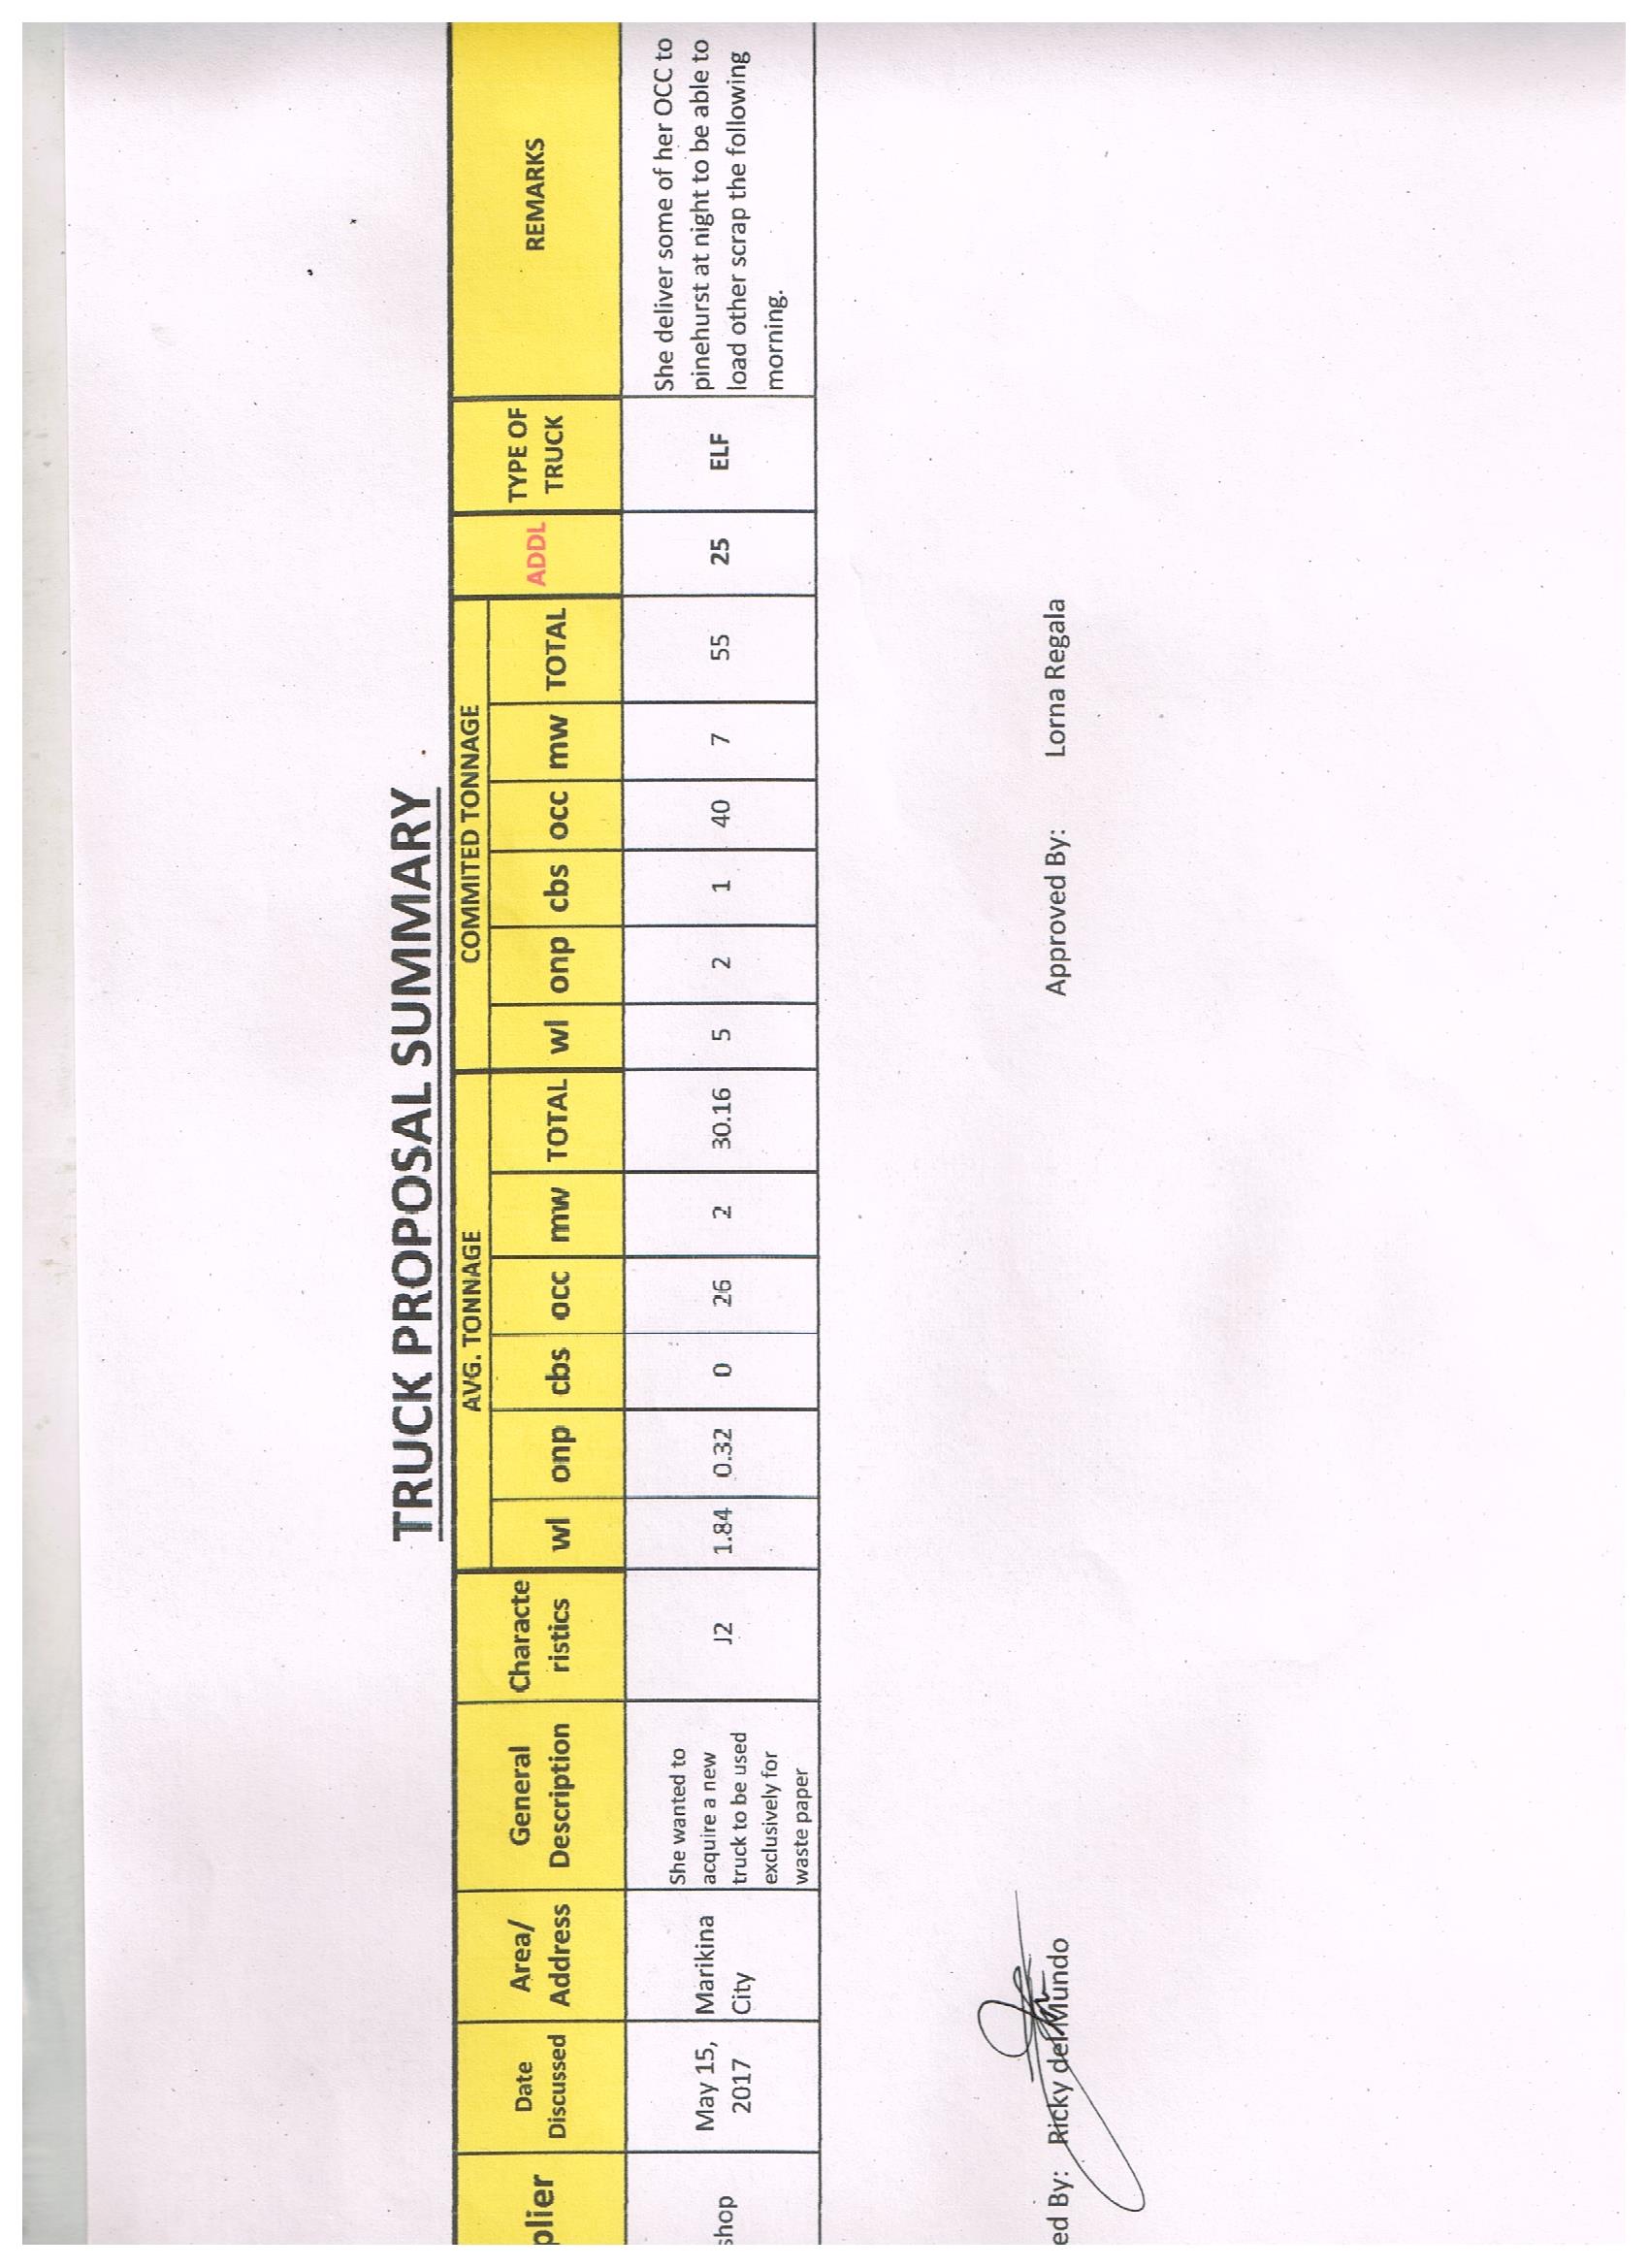 TRUCK PROPOSAL SUMMARY
AVG. TONNAGE COMMITED TONNAGE
plier Date Discussed Area/ Address General Description Characte ristics wl onp cbs occ mw TOTAL wl onp cbs occ mw TOTAL ADDL TYPE OF TRUCK REMARKS
shop
May 15,
2017
Marikina
City
She wanted to
acquire a new
truck to be used
exclusively for
waste paper
J2 1.84 0.32 0 26 2 30.16 5 2 1 40 7 55 25 ELF
She deliver some of her OCC to
pinehurst at night to be able to
load other scrap the following
morning.
ed By: Ricky del Mundo Approved By: Lorna Regala